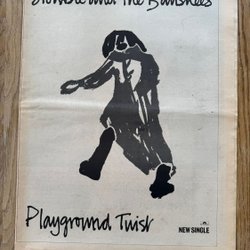 Siouxsie and The Banshees
Playground Twist
NEW SINGLE